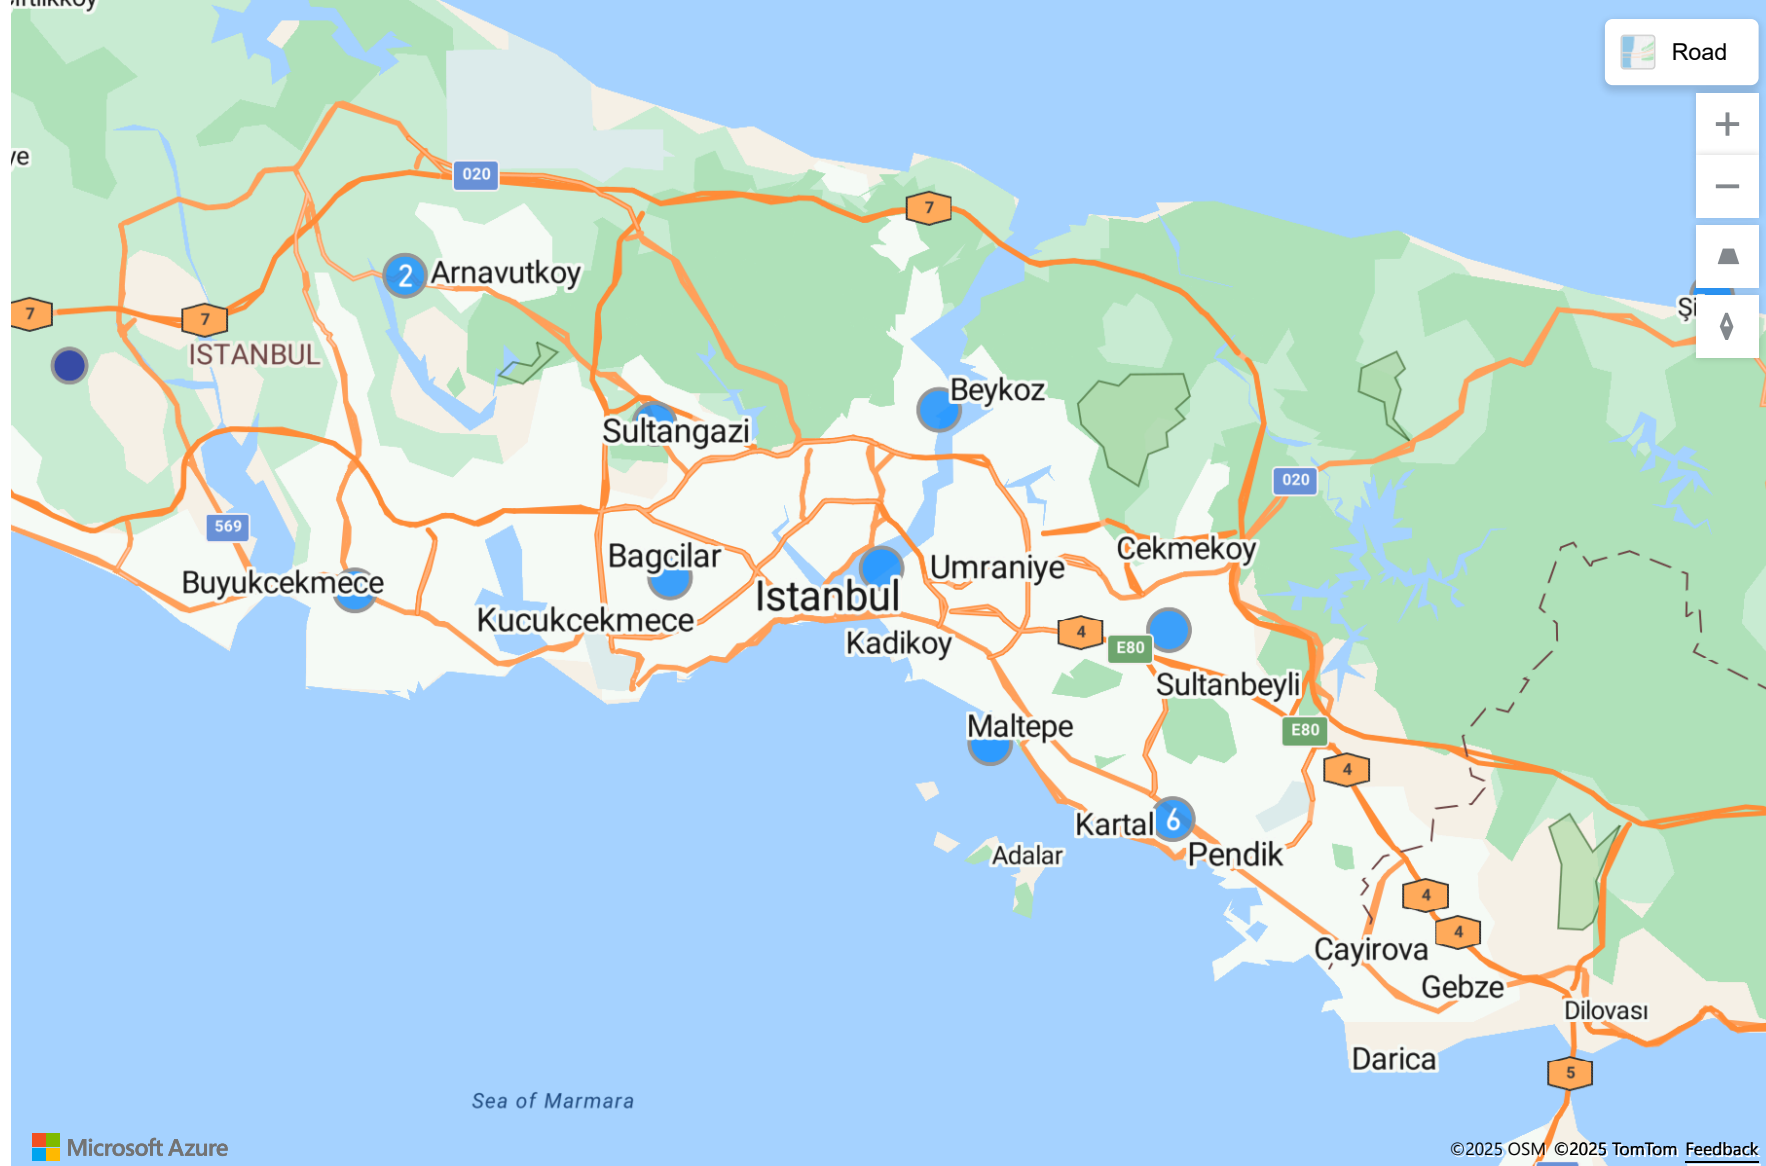 Road
020
7
2
Arnavutkoy
7
7
ISTANBUL
Beykoz
Sultangazi
020
569
Bagcilar
Cekmekoy
Umraniye
Buyukcekmece
Istanbul
Kucukcekmece
4
Kadikoy
E80
Sultanbeyli
Maltepe
E80
4
6
Kartal
Pendik
Adalar
4
4
Cayirova
Gebze
Dilovası
Darica
5
Sea of Marmara
Microsoft Azure
©2025 OSM ©2025 TomTom Feedback